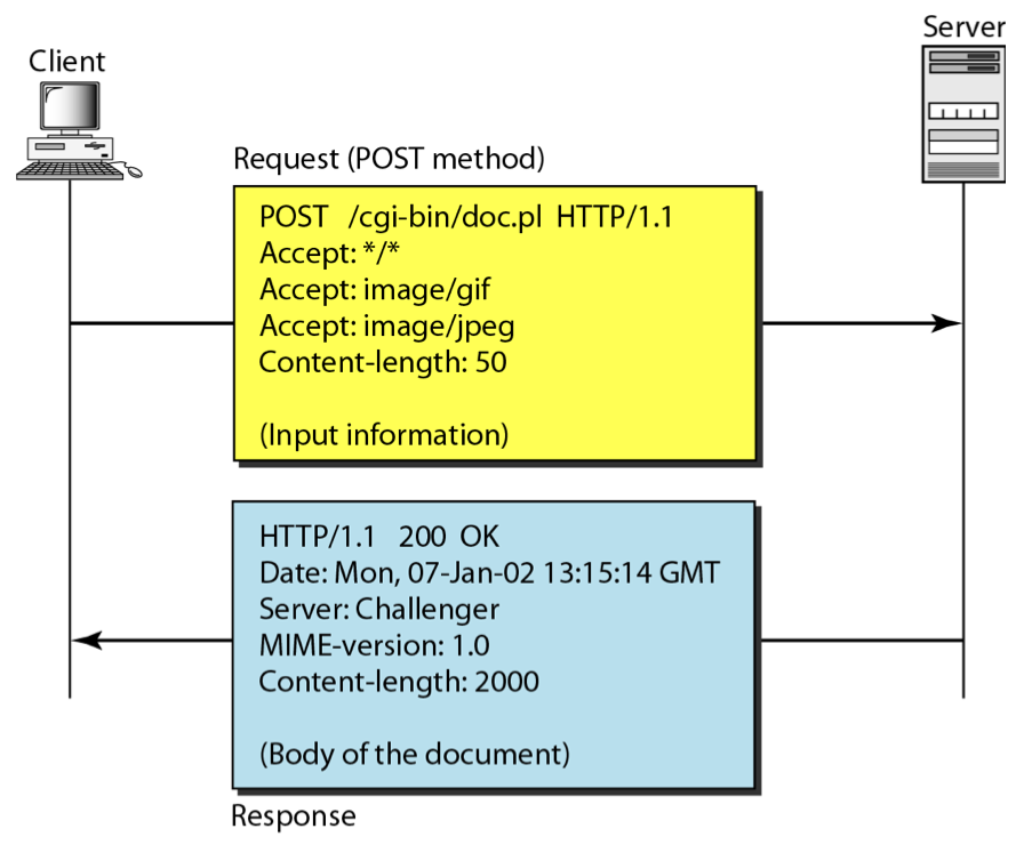 Client
Server
Request (POST method)
POST /cgi-bin/doc.pl HTTP/1.1
Accept: */*
Accept: image/gif
Accept: image/jpeg
Content-length: 50
(Input information)
HTTP/1.1 200 OK
Date: Mon, 07-Jan-02 13:15:14 GMT
Server: Challenger
MIME-version: 1.0
Content-length: 2000
(Body of the document)
Response